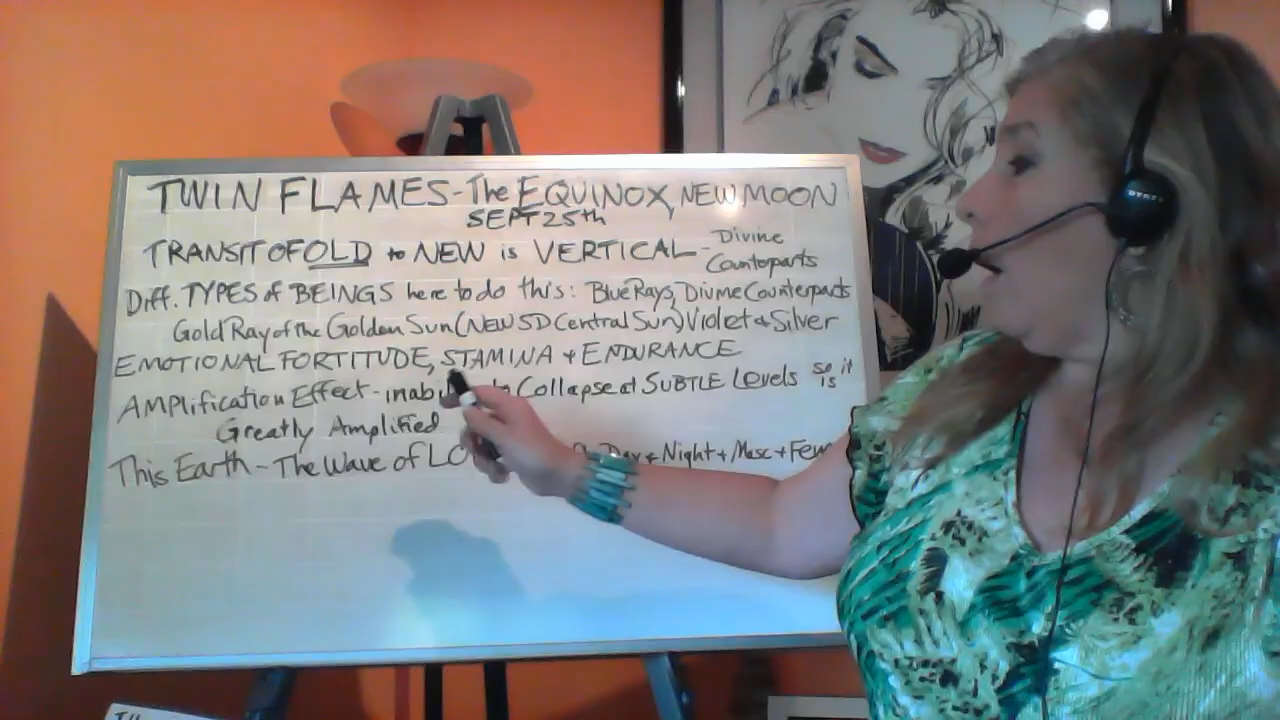 TWIN FLAMES - The EQUINOX, NEW MOON
SEPT 25th
TRANSIT OF OLD to NEW is VERTICAL - Divine Counterparts
Diff. TYPES of BEINGS here to do this: Blue Rays, Divine Counterparts
Gold Ray of the Golden Sun (NEW 5D Central Sun) Violet + Silver
EMOTIONAL FORTITUDE, STAMINA + ENDURANCE
AMPlification Effect - Collapse at SUBTLE Levels so it is
Greatly Amplified
This Earth - The Wave of Day + Night + Masc + Fem